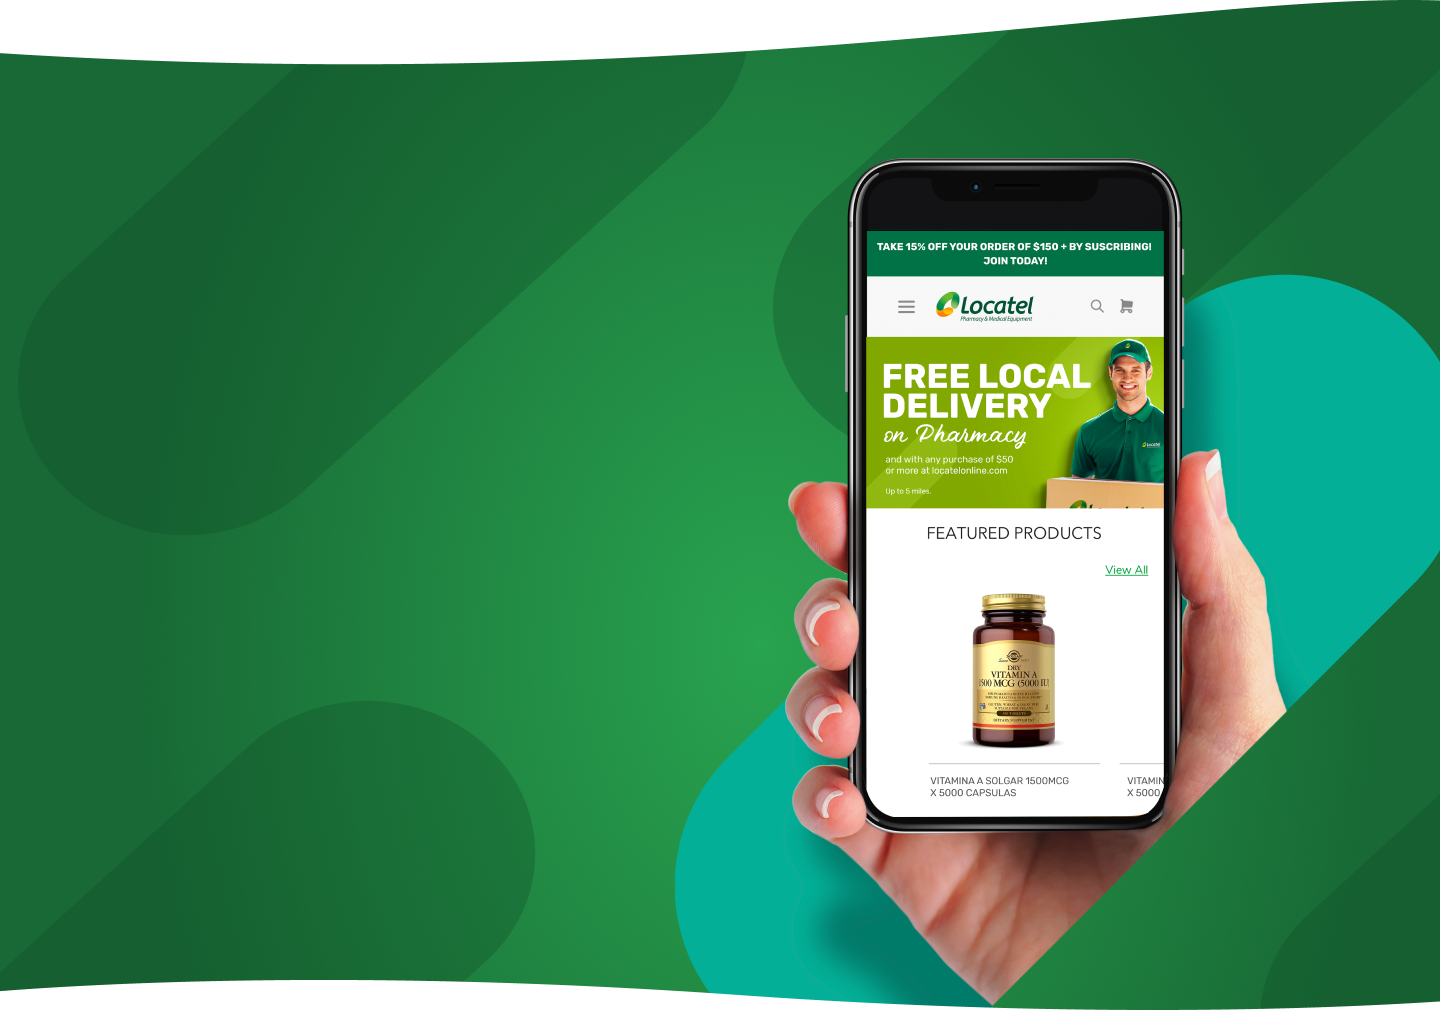 TAKE 15% OFF YOUR ORDER OF $150 + BY SUSCRIBING!
JOIN TODAY!
Locatel
Pharmacy & Medical Equipment
FREE LOCAL
DELIVERY
on Pharmacy
and with any purchase of $50
or more at locatelonline.com
Up to 5 miles.
Locatel
Locatel
FEATURED PRODUCTS
View All
DRY
VITAMIN A
1500 MCG (5000 IU)
VITAMINA A SOLGAR 1500MCG
X 5000 CAPSULAS
VITAMIN
X 5000